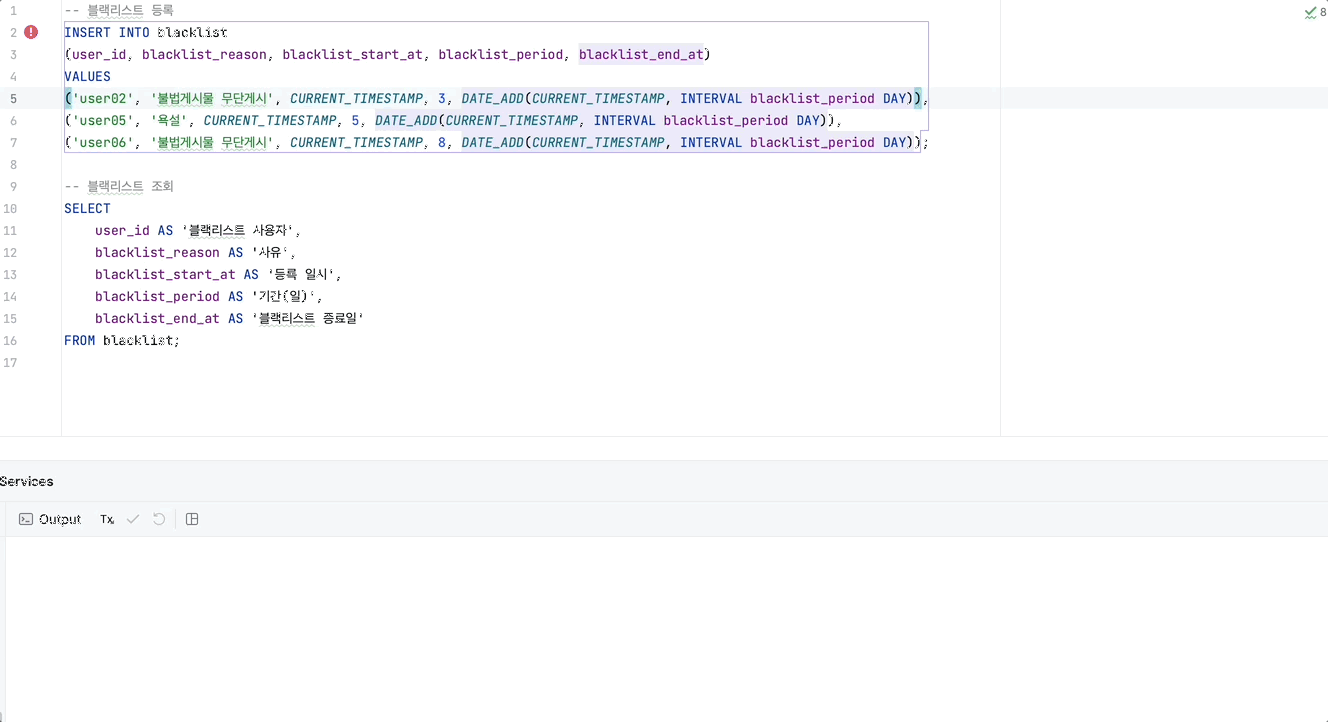 1 -- 블랙리스트 등록
2 INSERT INTO blacklist
3 (user_id, blacklist_reason, blacklist_start_at, blacklist_period, blacklist_end_at)
4 VALUES
5 ('user02', '불법게시물 무단게시', CURRENT_TIMESTAMP, 3, DATE_ADD(CURRENT_TIMESTAMP, INTERVAL blacklist_period DAY)),
6 ('user05', '욕설', CURRENT_TIMESTAMP, 5, DATE_ADD(CURRENT_TIMESTAMP, INTERVAL blacklist_period DAY)),
7 ('user06', '불법게시물 무단게시', CURRENT_TIMESTAMP, 8, DATE_ADD(CURRENT_TIMESTAMP, INTERVAL blacklist_period DAY));
8
9 -- 블랙리스트 조회
10 SELECT
11 user_id AS '블랙리스트 사용자',
12 blacklist_reason AS '사유',
13 blacklist_start_at AS '등록 일시',
14 blacklist_period AS '기간(일)',
15 blacklist_end_at AS '블랙리스트 종료일'
16 FROM blacklist;
17
8
Services
Output Tx